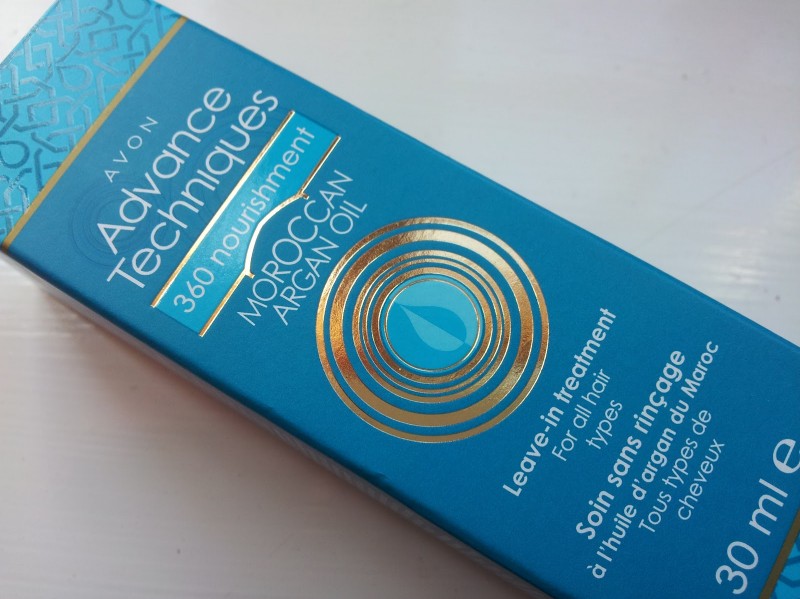 AVON
Advance
Techniques
360 nourishment
MOROCCAN
ARGAN OIL
Leave-in treatment
For all hair
types
Soin sans rinçage
à l'huile d'argan du Maroc
Tous types de
cheveux
30 ml e